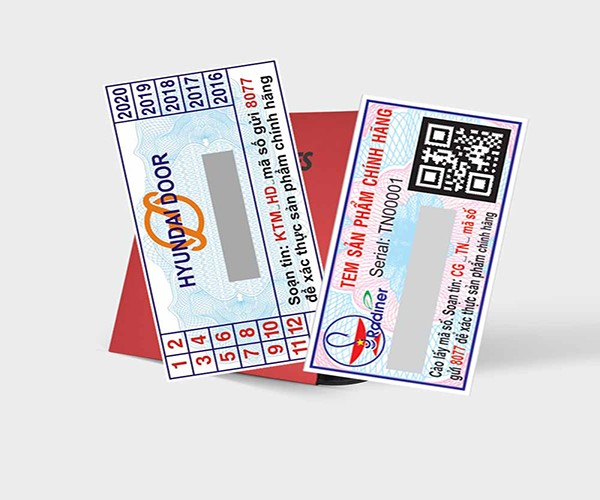 2020
2019
2018
2017
2016
HYUNDAI DOOR
Soạn tin: KTM_HD_mã số gửi 8077
để xác thực sản phẩm chính hãng
1 2
3 4
5 6
7 8
9 10
11 12
TEM SẢN PHẨM CHÍNH HÃNG
Serial: TN00001
Cào lấy mã số. Soạn tin: CG_TN_mã số
gửi 8077 để xác thực sản phẩm chính hãng